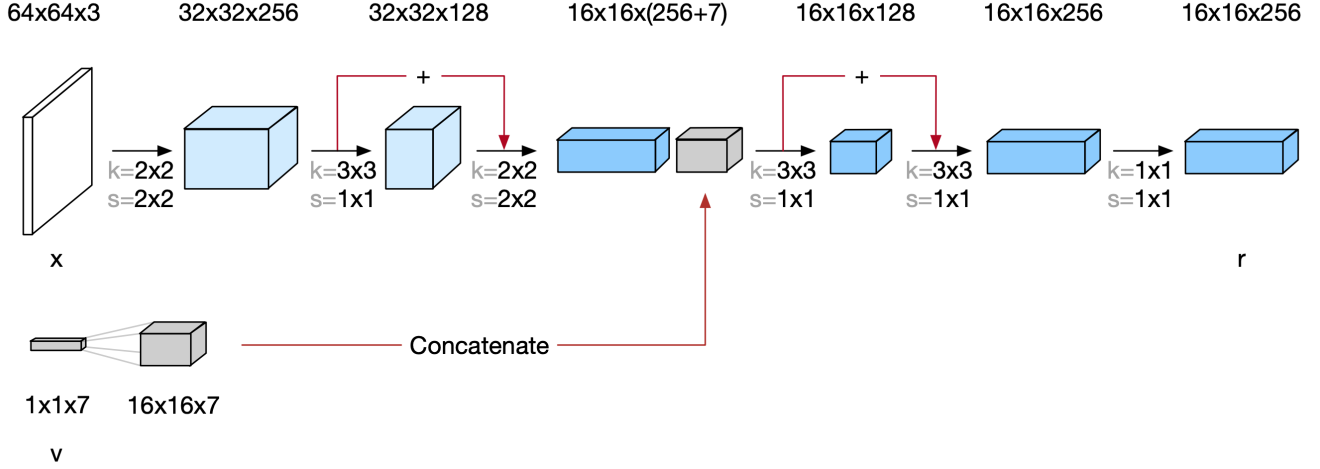 64x64x3 32x32x256 32x32x128 16x16x(256+7) 16x16x128 16x16x256 16x16x256
+ +
k=2x2 k=3x3 k=2x2 k=3x3 k=3x3 k=1x1
s=2x2 s=1x1 s=2x2 s=1x1 s=1x1 s=1x1
x r
Concatenate
1x1x7 16x16x7
v